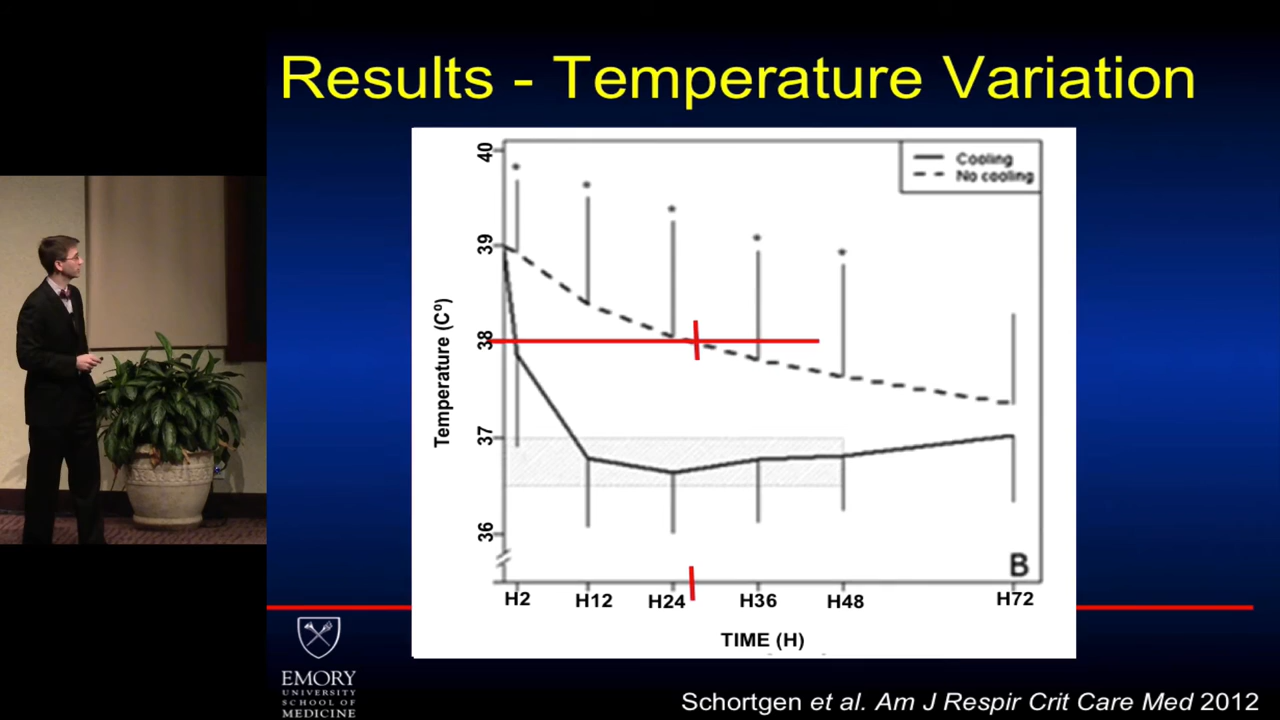 Results - Temperature Variation
Cooling
No cooling
40
39
38
37
36
Temperature (Cº)
B
H2 H12 H24 H36 H48 H72
TIME (H)
EMORY
UNIVERSITY
SCHOOL OF
MEDICINE
Schortgen et al. Am J Respir Crit Care Med 2012